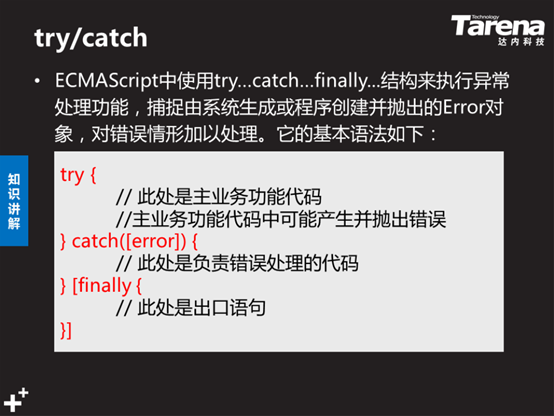 try/catch
Technology
Tarena
达内科技
• ECMAScript中使用try…catch…finally...结构来执行异常
处理功能，捕捉由系统生成或程序创建并抛出的Error对
象，对错误情形加以处理。它的基本语法如下：
知识讲解
try {
// 此处是主业务功能代码
//主业务功能代码中可能产生并抛出错误
} catch([error]) {
// 此处是负责错误处理的代码
} [finally {
// 此处是出口语句
}]